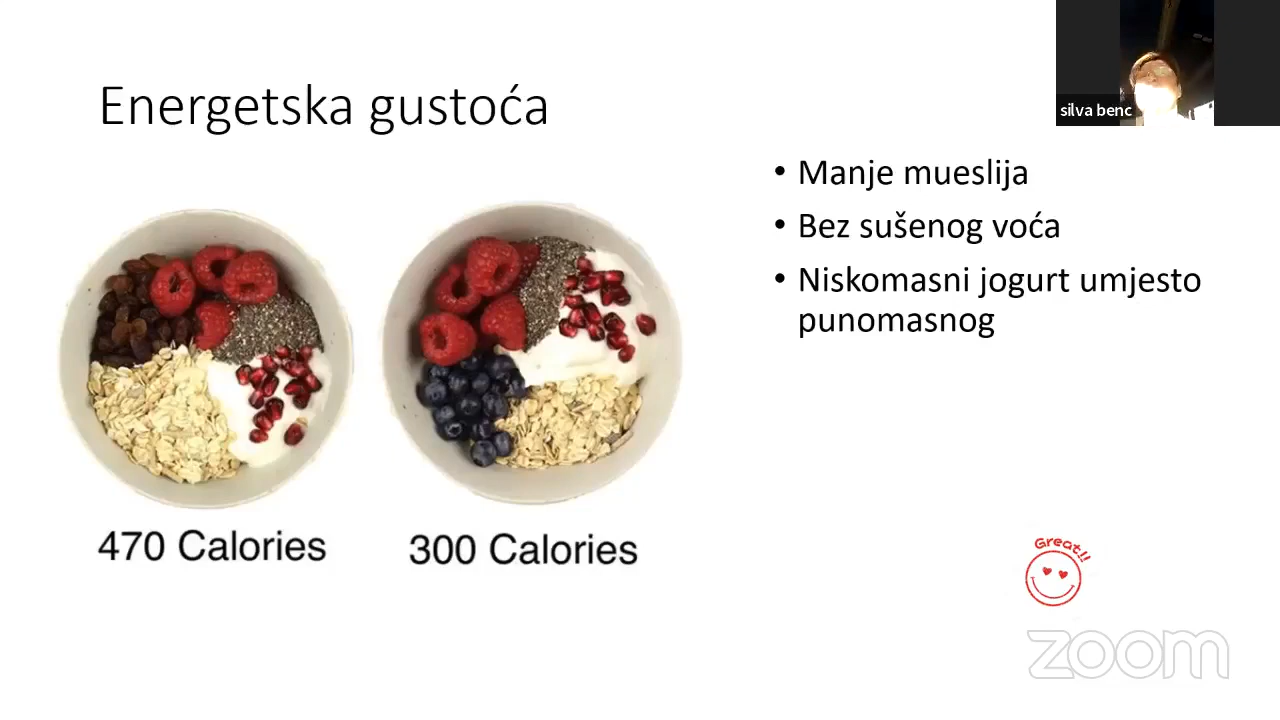 Energetska gustoća
silva benc
• Manje mueslija
• Bez sušenog voća
• Niskomasni jogurt umjesto
punomasnog
470 Calories
300 Calories
Great!!
zoom